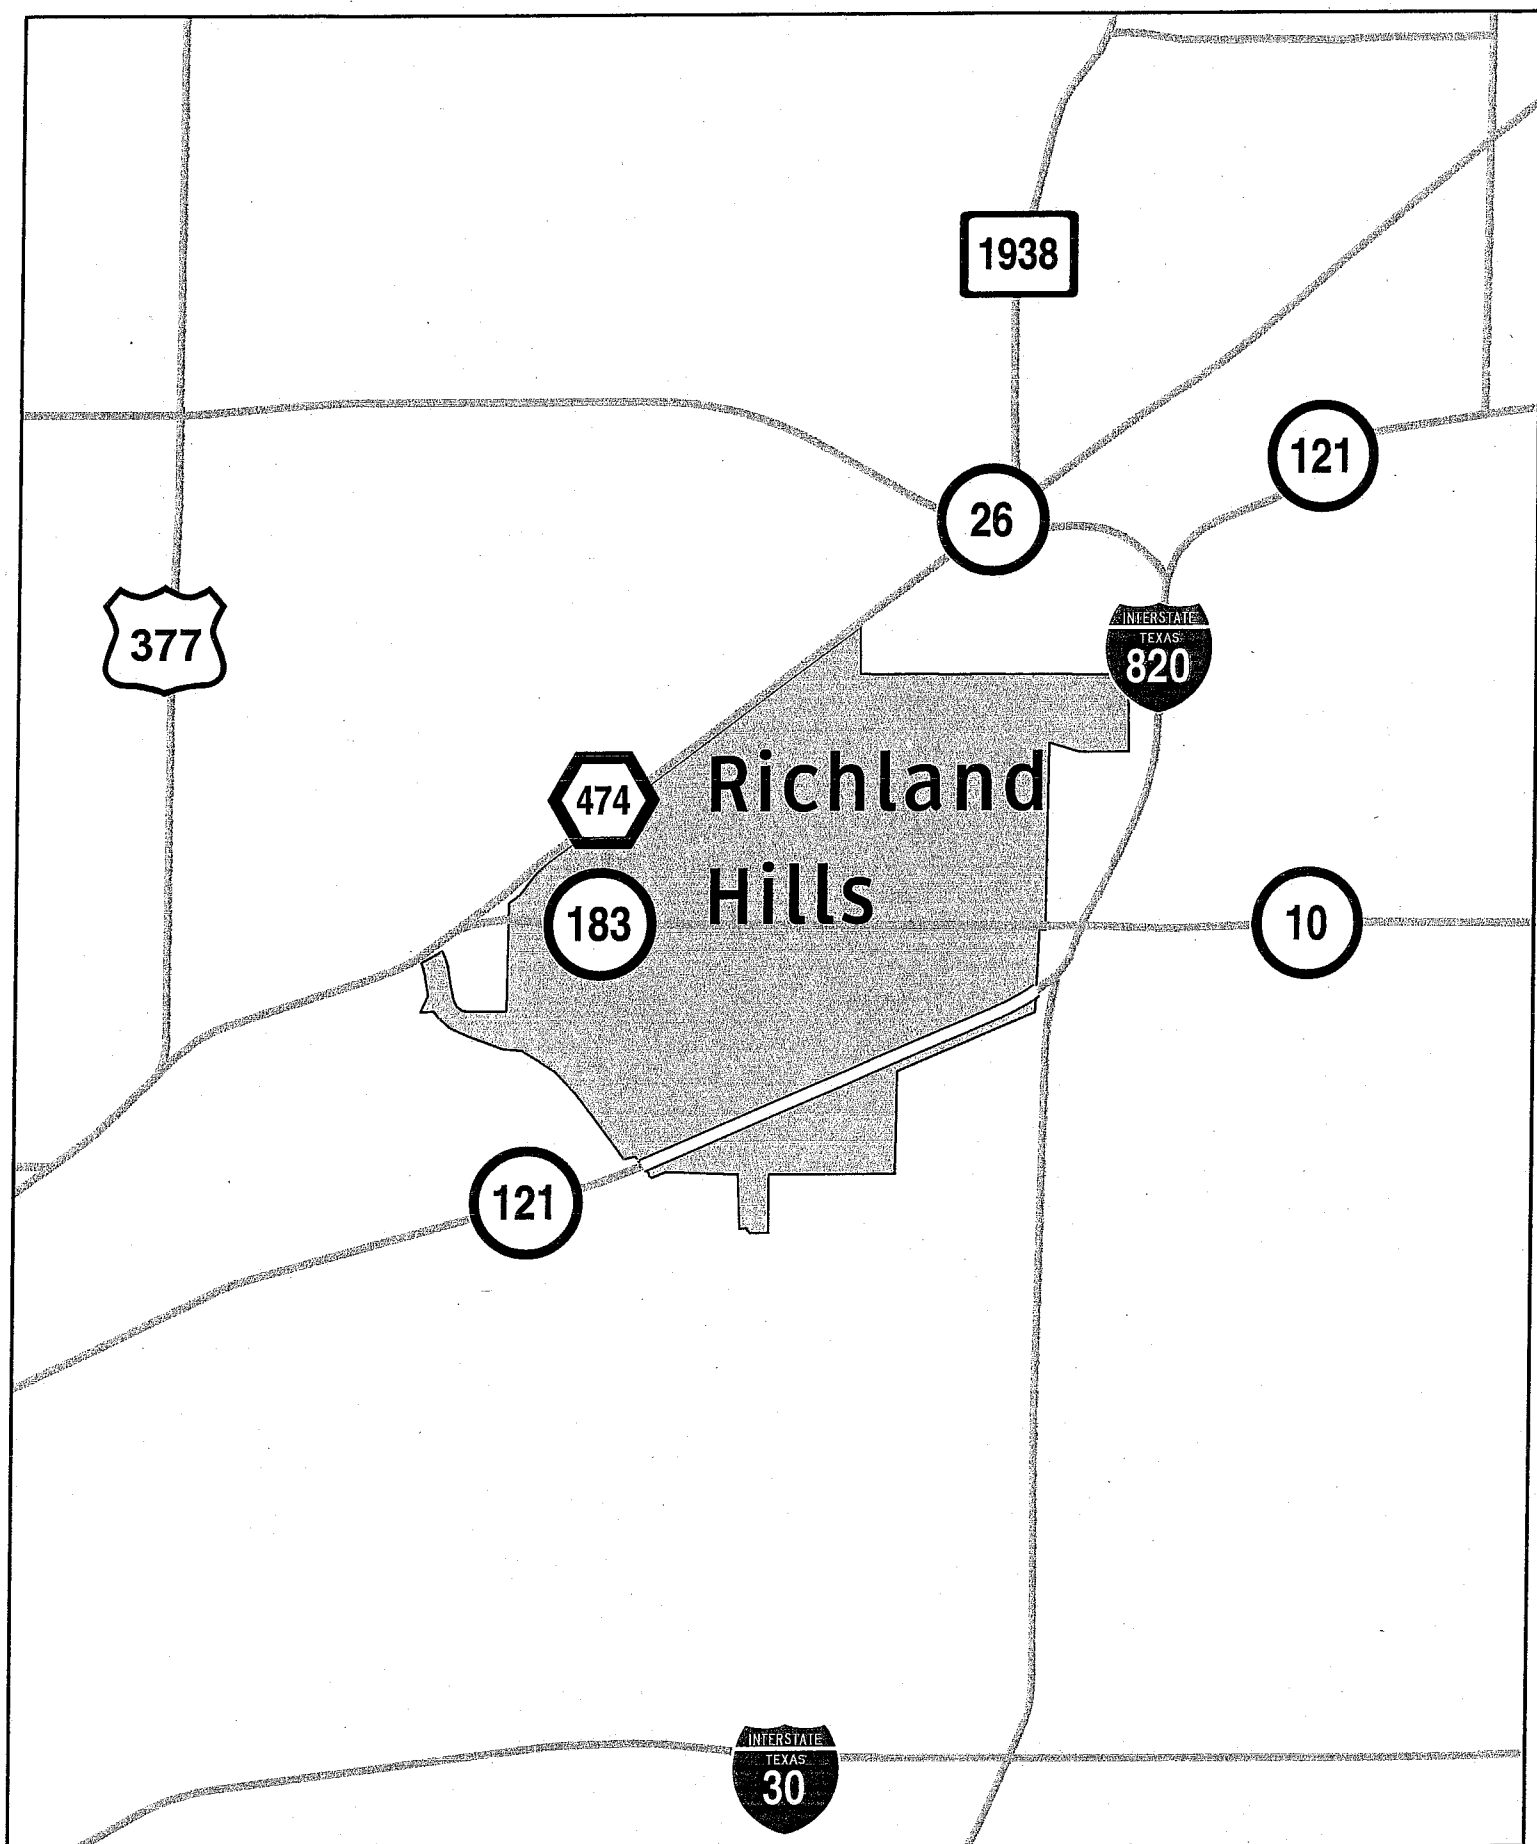 1938
121
26
INTERSTATE
TEXAS
820
377
Richland
474
Hills
183
10
121
INTERSTATE
TEXAS
30